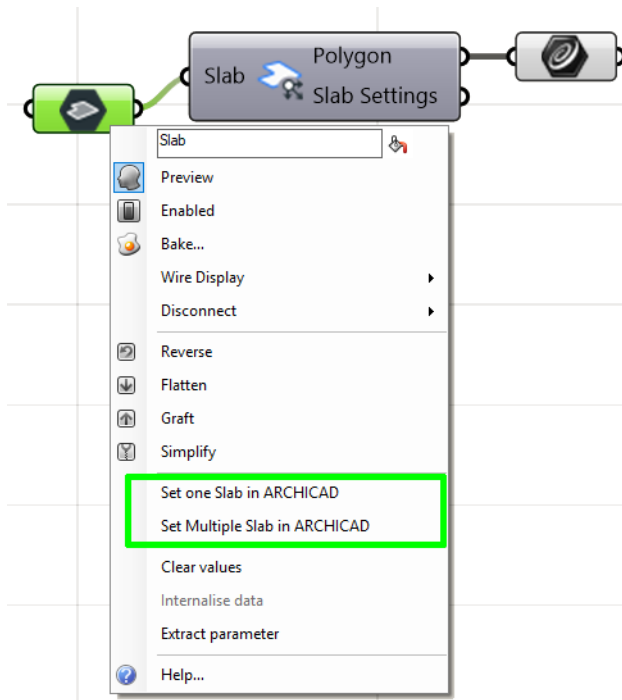 Slab
Polygon
Slab Settings
Slab
Preview
Enabled
Bake...
Wire Display
Disconnect
Reverse
Flatten
Graft
Simplify
Set one Slab in ARCHICAD
Set Multiple Slab in ARCHICAD
Clear values
Internalise data
Extract parameter
Help...